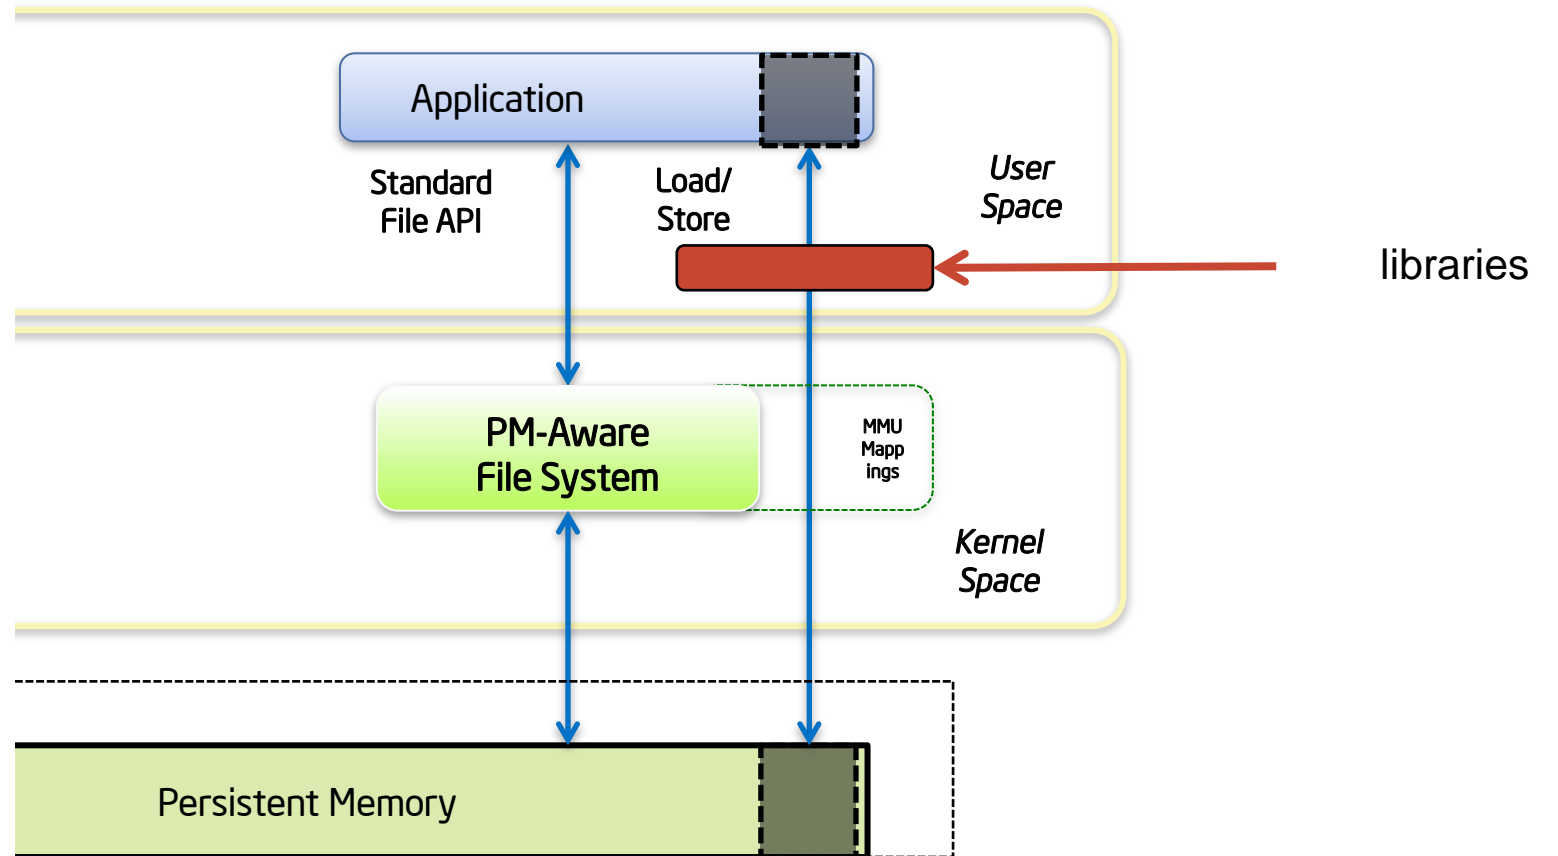 Application
Standard
File API
Load/
Store
User
Space
libraries
PM-Aware
File System
MMU
Mapp
ings
Kernel
Space
Persistent Memory